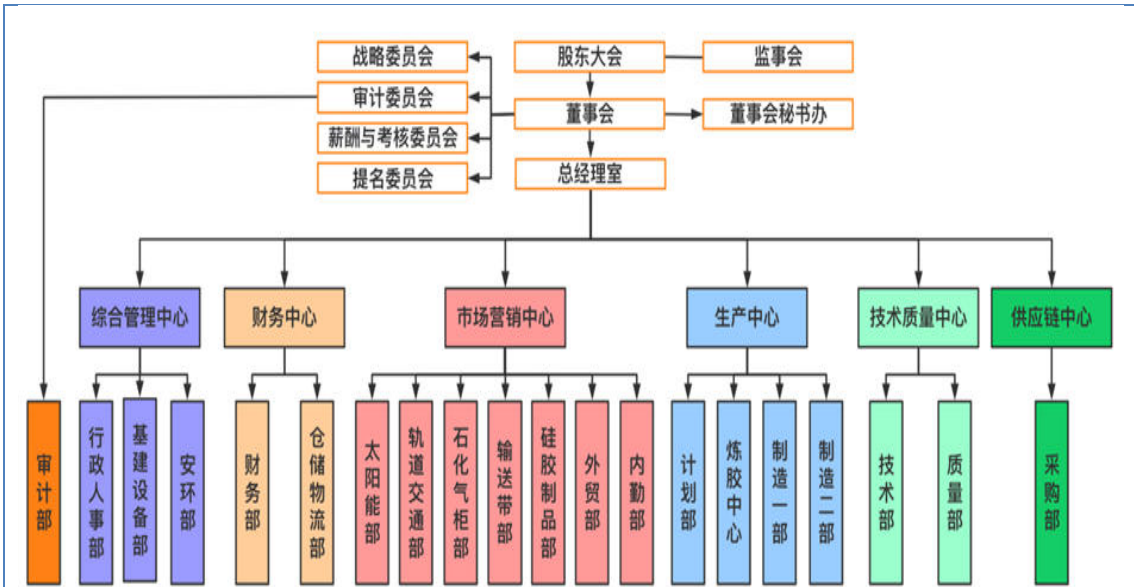 战略委员会
股东大会
监事会
审计委员会
董事会
董事会秘书办
薪酬与考核委员会
总经理室
提名委员会
综合管理中心
财务中心
市场营销中心
生产中心
技术质量中心
供应链中心
审计部
行政人事部
基建设备部
安环部
财务部
仓储物流部
太阳能部
轨道交通部
石化气柜部
输送带部
硅胶制品部
外贸部
内勤部
计划部
炼胶中心
制造一部
制造二部
技术部
质量部
采购部